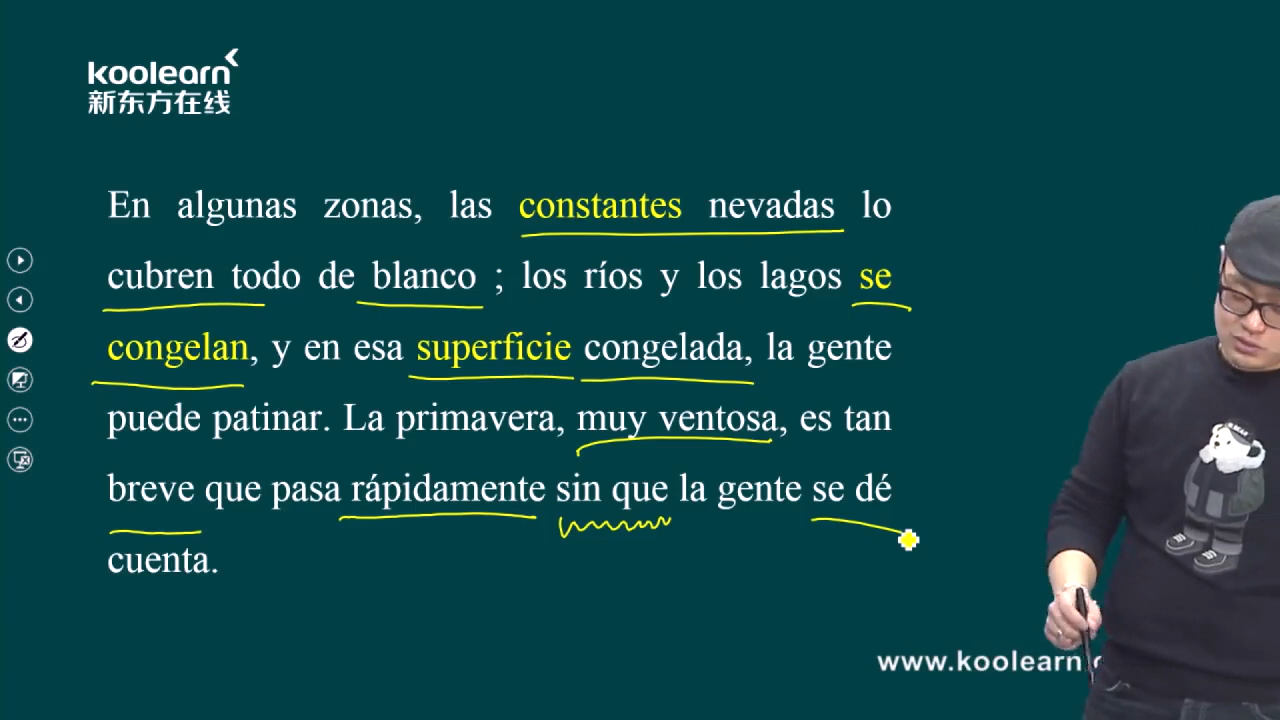 koolearn
新东方在线
En algunas zonas, las constantes nevadas lo
cubren todo de blanco ; los ríos y los lagos se
congelan, y en esa superficie congelada, la gente
puede patinar. La primavera, muy ventosa, es tan
breve que pasa rápidamente sin que la gente se dé
cuenta.
www.koolearn.c